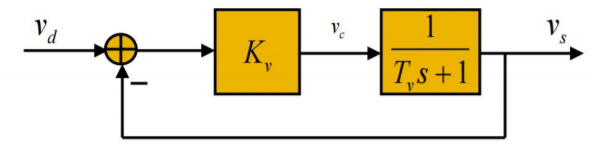 v_d
K_v
v_c
1
T_v s + 1
v_s
−